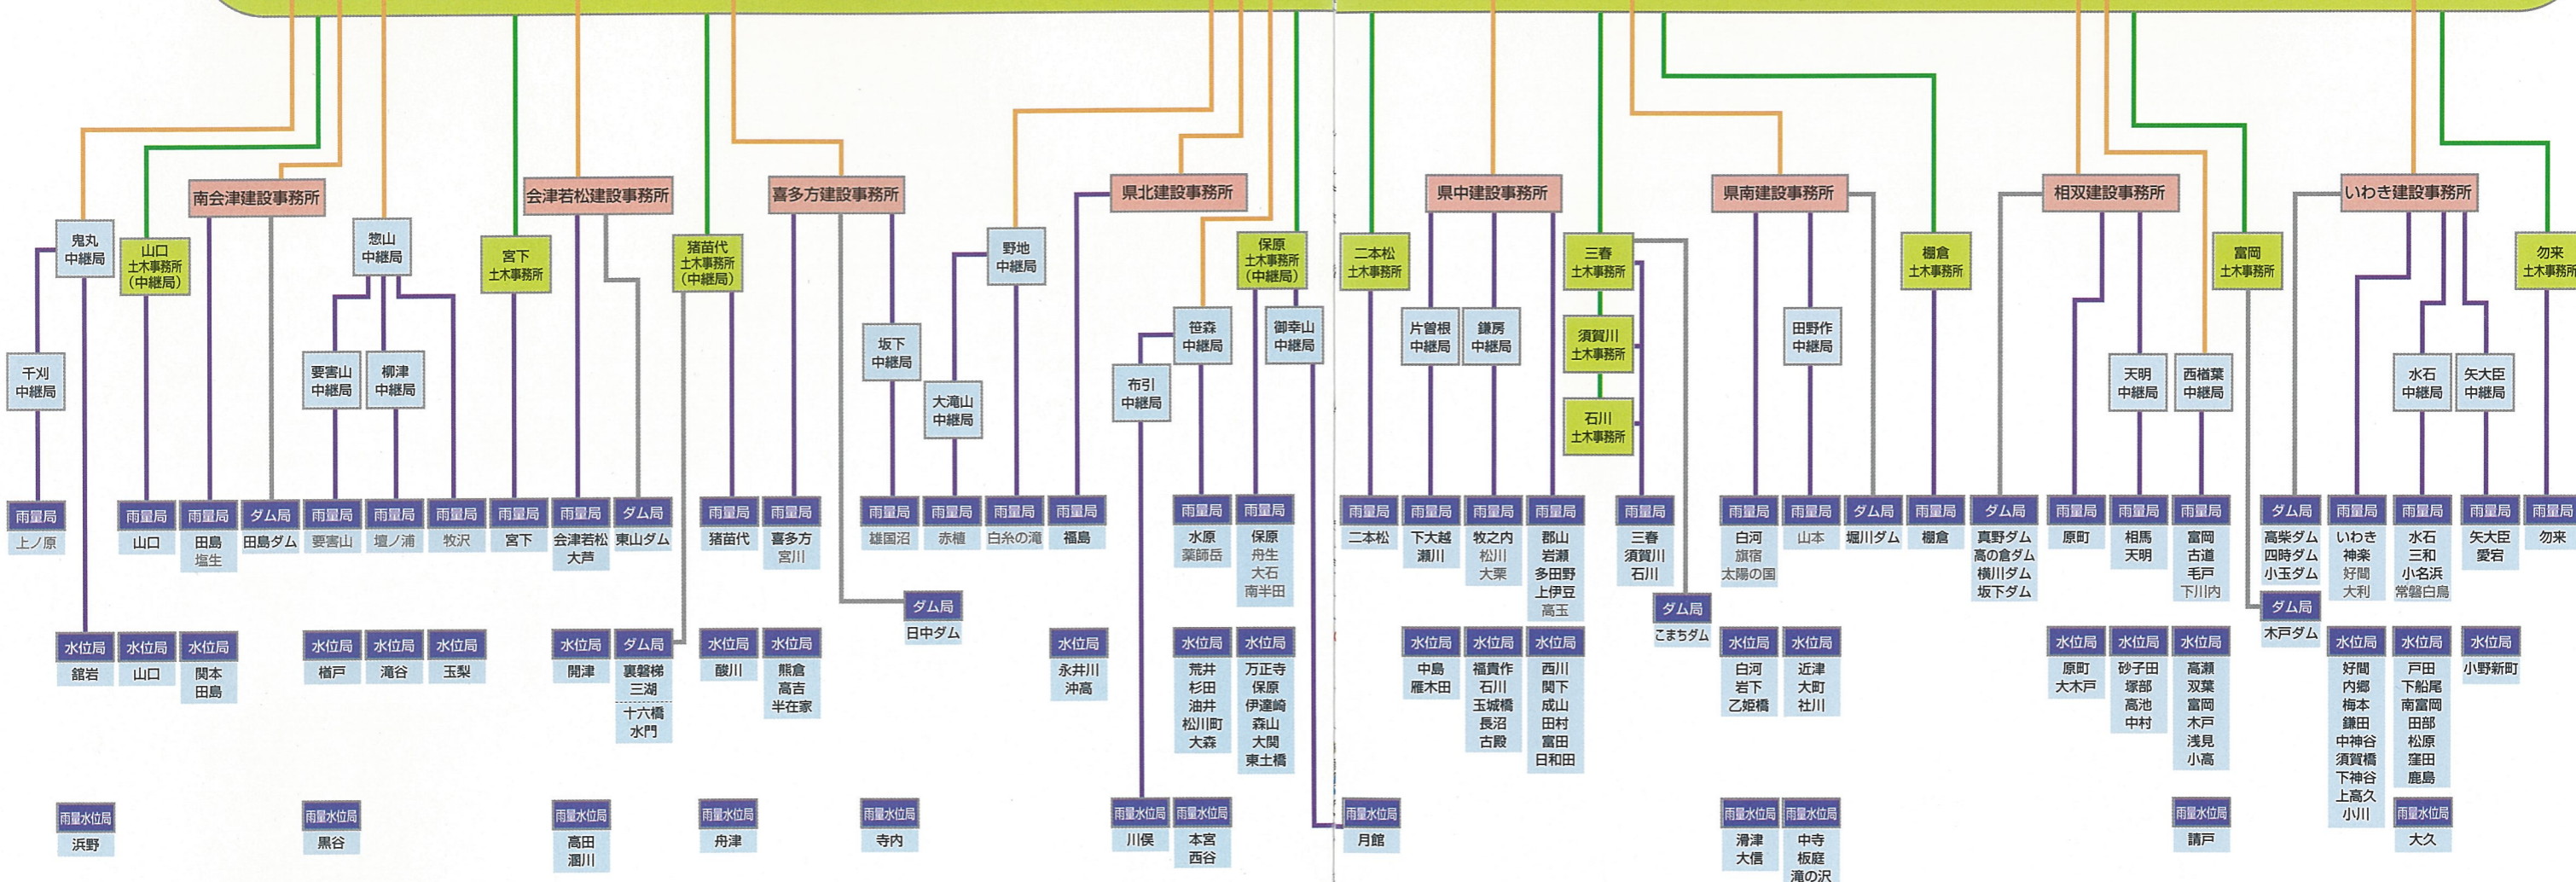 南会津建設事務所
会津若松建設事務所
喜多方建設事務所
県北建設事務所
県中建設事務所
県南建設事務所
相双建設事務所
いわき建設事務所
鬼丸
中継局
山口
土木事務所
(中継局)
惣山
中継局
宮下
土木事務所
猪苗代
土木事務所
(中継局)
野地
中継局
保原
土木事務所
(中継局)
二本松
土木事務所
三春
土木事務所
棚倉
土木事務所
富岡
土木事務所
勿来
土木事務所
千刈
中継局
要害山
中継局
柳津
中継局
坂下
中継局
大滝山
中継局
布引
中継局
笹森
中継局
御幸山
中継局
片曽根
中継局
鎌房
中継局
須賀川
土木事務所
石川
土木事務所
田野作
中継局
天明
中継局
西楢葉
中継局
水石
中継局
矢大臣
中継局
雨量局
上ノ原
雨量局
山口
雨量局
田島
塩生
ダム局
田島ダム
雨量局
要害山
雨量局
壇ノ浦
雨量局
牧沢
雨量局
宮下
雨量局
会津若松
大芦
ダム局
東山ダム
雨量局
猪苗代
雨量局
喜多方
宮川
雨量局
雄国沼
雨量局
赤植
雨量局
白糸の滝
雨量局
福島
雨量局
水原
薬師岳
雨量局
保原
舟生
大石
南半田
雨量局
二本松
雨量局
下大越
瀬川
雨量局
牧之内
松川
大栗
雨量局
郡山
岩瀬
多田野
上伊豆
高玉
雨量局
三春
須賀川
石川
雨量局
白河
旗宿
太陽の国
雨量局
山本
ダム局
堀川ダム
雨量局
棚倉
ダム局
真野ダム
高の倉ダム
横川ダム
坂下ダム
雨量局
原町
雨量局
相馬
天明
雨量局
富岡
古道
毛戸
下川内
ダム局
高柴ダム
四時ダム
小玉ダム
雨量局
いわき
神楽
好間
大利
雨量局
水石
三和
小名浜
常磐白鳥
雨量局
矢大臣
愛宕
雨量局
勿来
ダム局
日中ダム
ダム局
こまちダム
ダム局
木戸ダム
水位局
舘岩
水位局
山口
水位局
関本
田島
水位局
楢戸
水位局
滝谷
水位局
玉梨
水位局
開津
ダム局
裏磐梯
三湖
十六橋
水門
水位局
酸川
水位局
熊倉
高吉
半在家
水位局
永井川
沖高
水位局
荒井
杉田
油井
松川町
大森
水位局
万正寺
保原
伊達崎
森山
大関
東土橋
水位局
中島
雁木田
水位局
福貴作
石川
玉城橋
長沼
古殿
水位局
西川
関下
成山
田村
富田
日和田
水位局
白河
岩下
乙姫橋
水位局
近津
大町
社川
水位局
原町
大木戸
水位局
砂子田
塚部
高池
中村
水位局
高瀬
双葉
富岡
木戸
浅見
小高
水位局
好間
内郷
梅本
鎌田
中神谷
須賀橋
下神谷
上高久
小川
水位局
戸田
下船尾
南富岡
田部
松原
窪田
鹿島
水位局
小野新町
雨量水位局
浜野
雨量水位局
黒谷
雨量水位局
高田
濁川
雨量水位局
舟津
雨量水位局
寺内
雨量水位局
川俣
雨量水位局
本宮
西谷
雨量水位局
月館
雨量水位局
滑津
大信
雨量水位局
中寺
板庭
滝の沢
雨量水位局
請戸
雨量水位局
大久